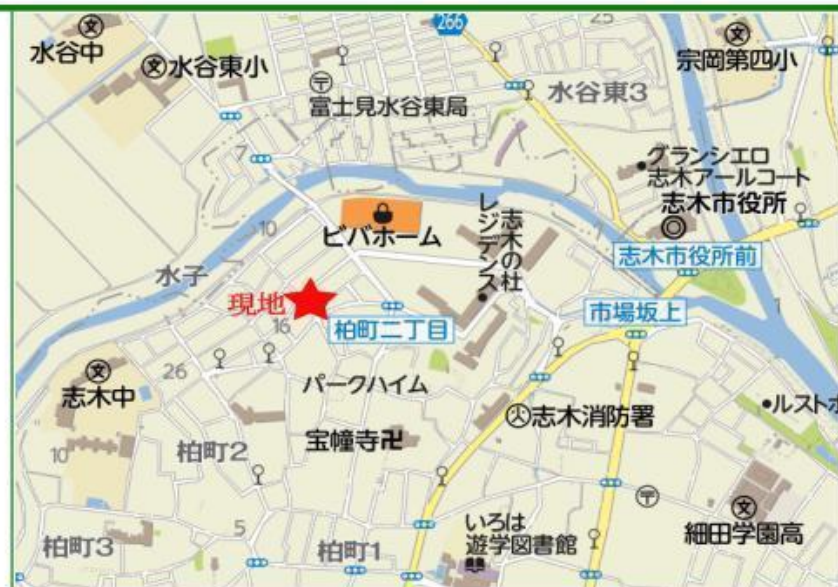 266
25
水谷中
水谷東小
宗岡第四小
富士見水谷東局
水谷東3
7
グランシエロ
志木アールコート
志木市役所
志木の杜
レジデンス
ビバホーム
10
水子
志木市役所前
現地
16
柏町二丁目
市場坂上
1
26
志木中
パークハイム
志木消防署
ルストホ
宝幢寺卍
10
柏町2
細田学園高
いろは
遊学図書館
5
5
柏町3
柏町1